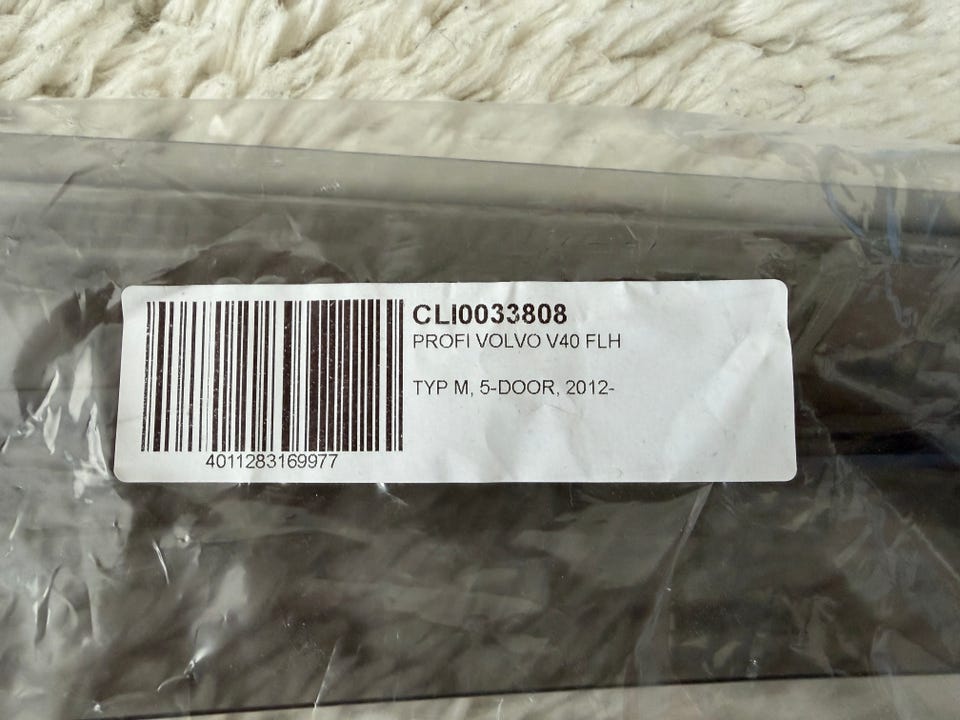 CLI0033808
PROFI VOLVO V40 FLH
TYP M, 5-DOOR, 2012-
4011283169977